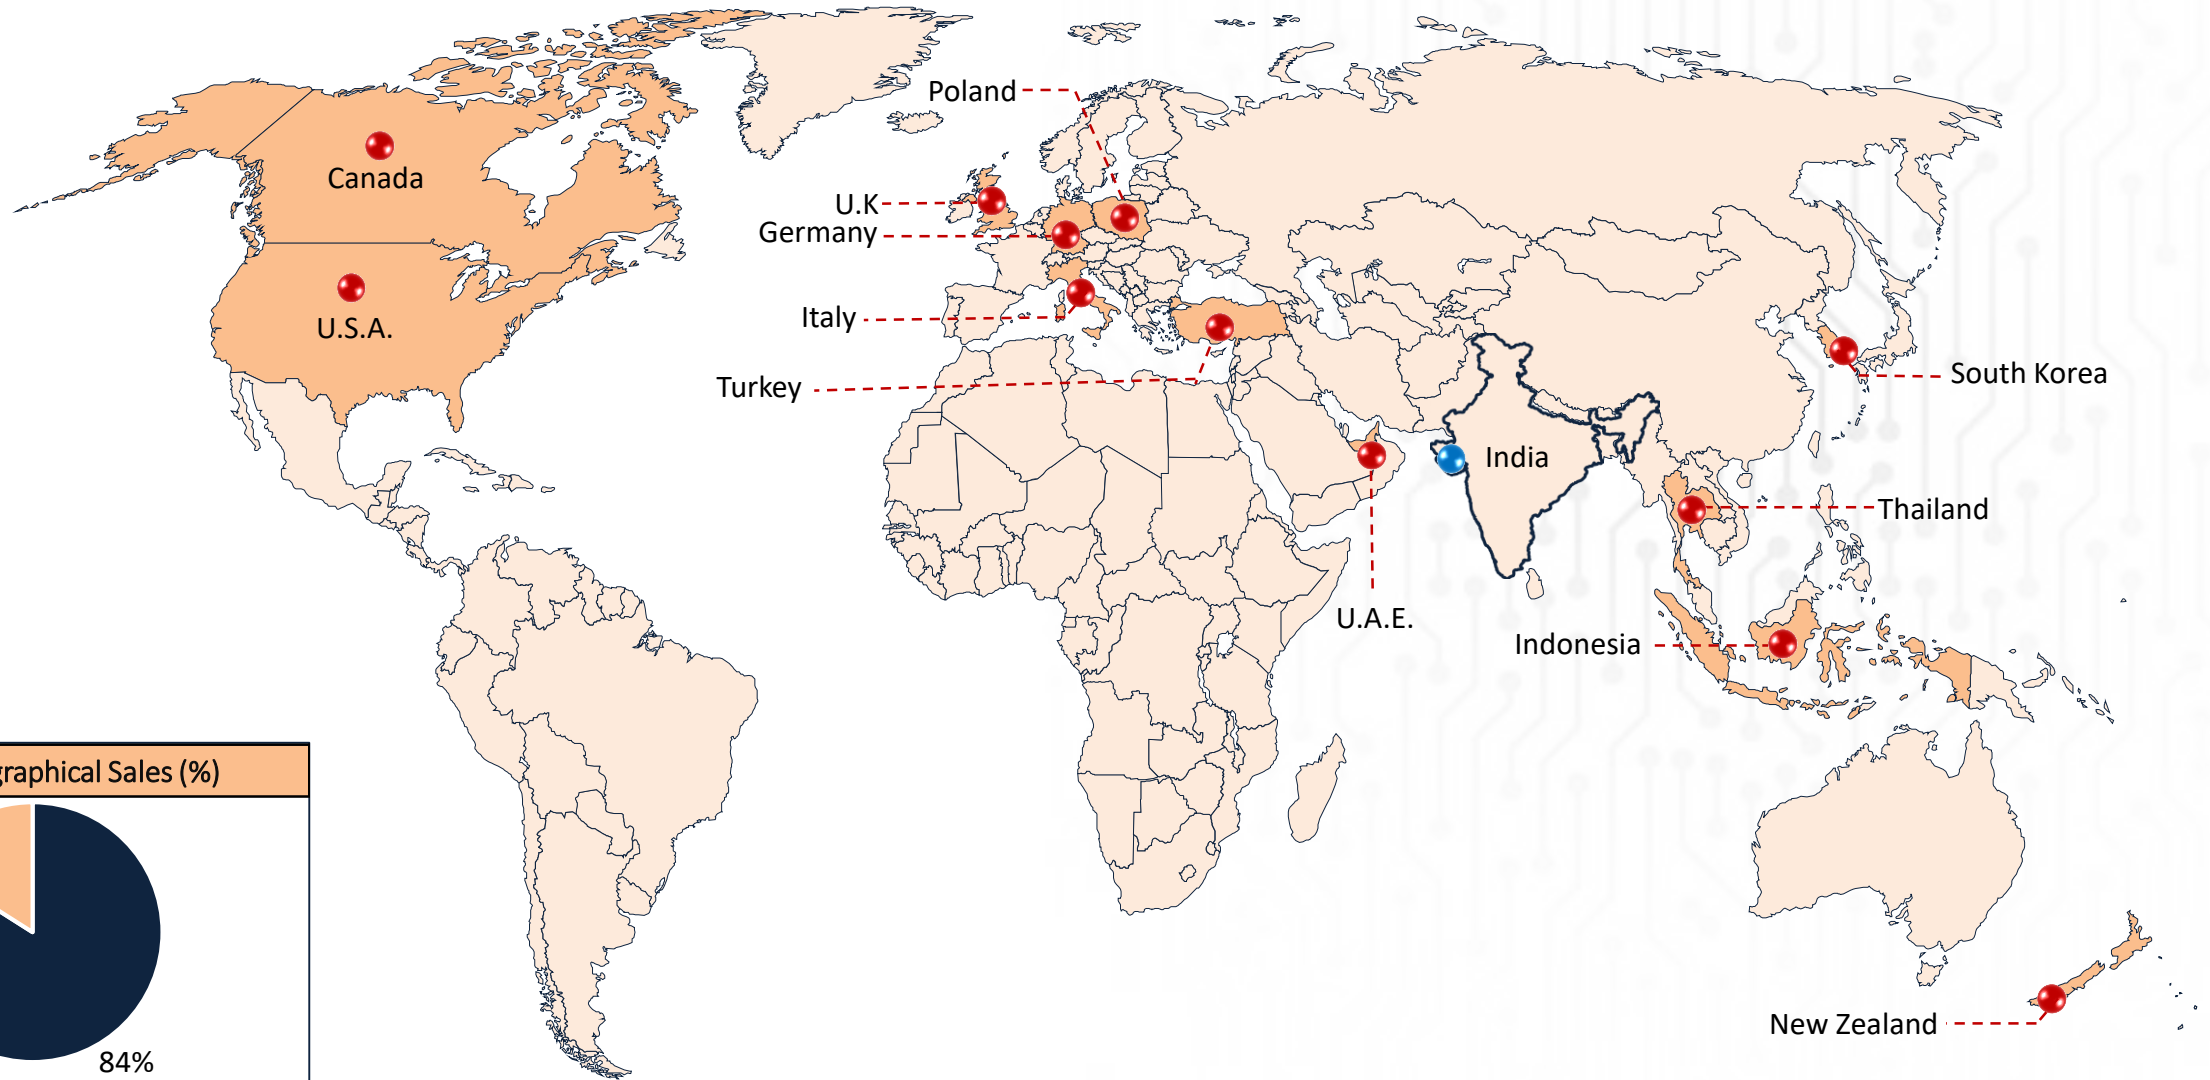 Poland
Canada
U.K
Germany
U.S.A.
Italy
Turkey
South Korea
India
Thailand
U.A.E.
Indonesia
graphical Sales (%)
84%
New Zealand